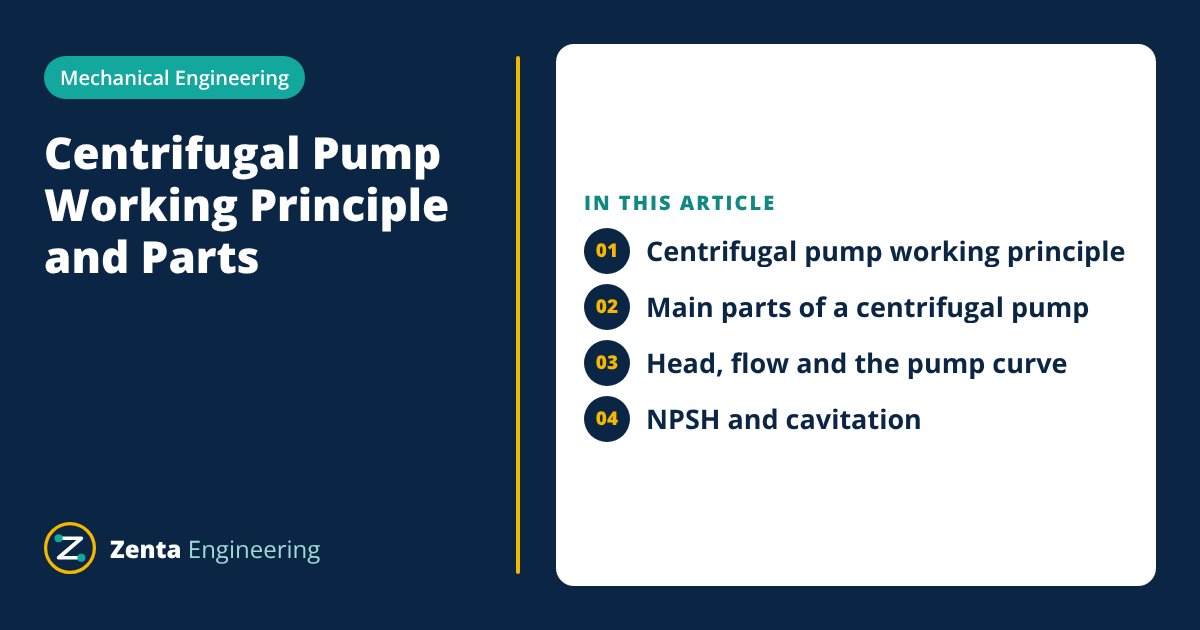 Mechanical Engineering
Centrifugal Pump
Working Principle
and Parts
Zenta Engineering
IN THIS ARTICLE
01 Centrifugal pump working principle
02 Main parts of a centrifugal pump
03 Head, flow and the pump curve
04 NPSH and cavitation